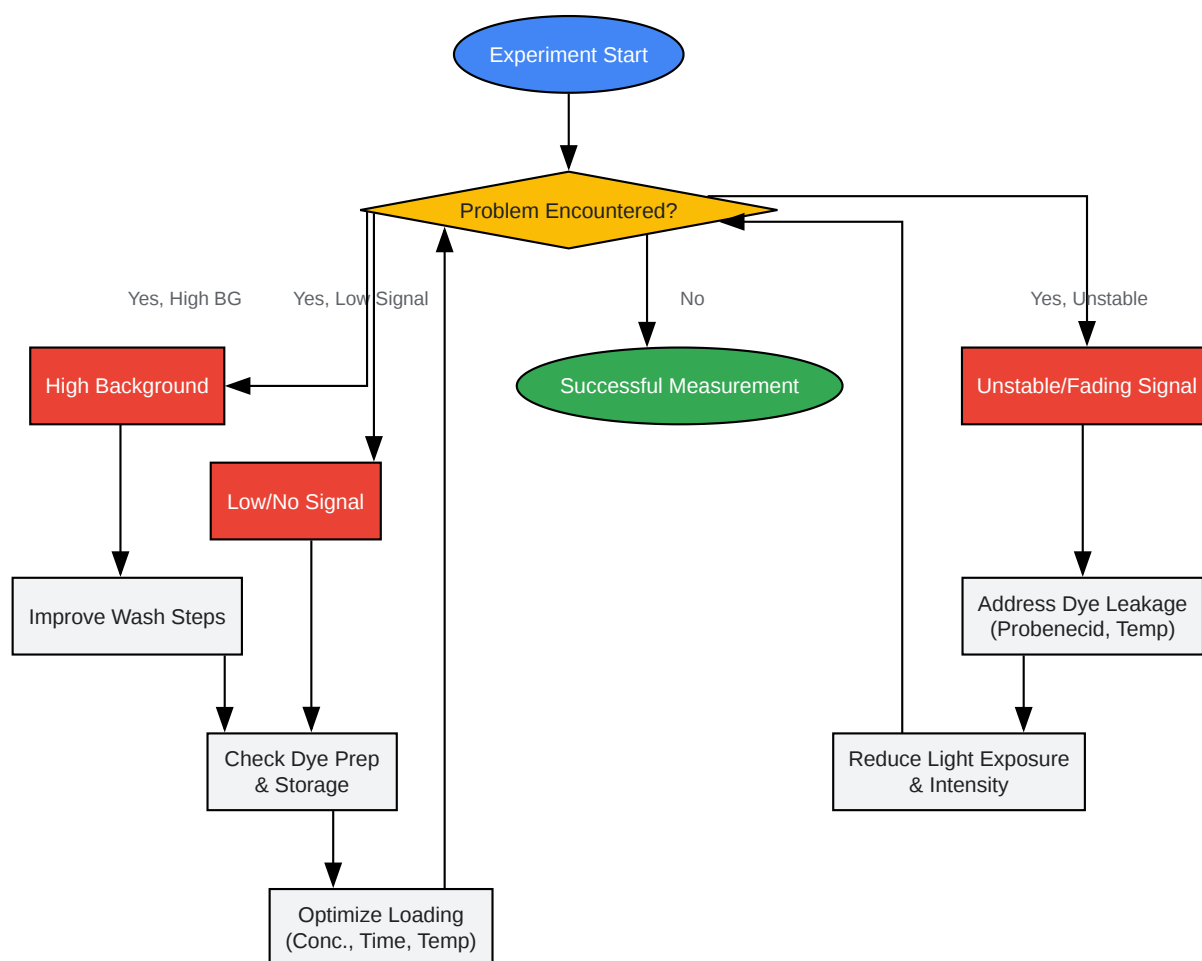 Experiment Start
Problem Encountered?
Yes, High BG
Yes, Low Signal
No
Yes, Unstable
High Background
Successful Measurement
Unstable/Fading Signal
Low/No Signal
Improve Wash Steps
Address Dye Leakage
(Probenecid, Temp)
Check Dye Prep
& Storage
Reduce Light Exposure
& Intensity
Optimize Loading
(Conc., Time, Temp)